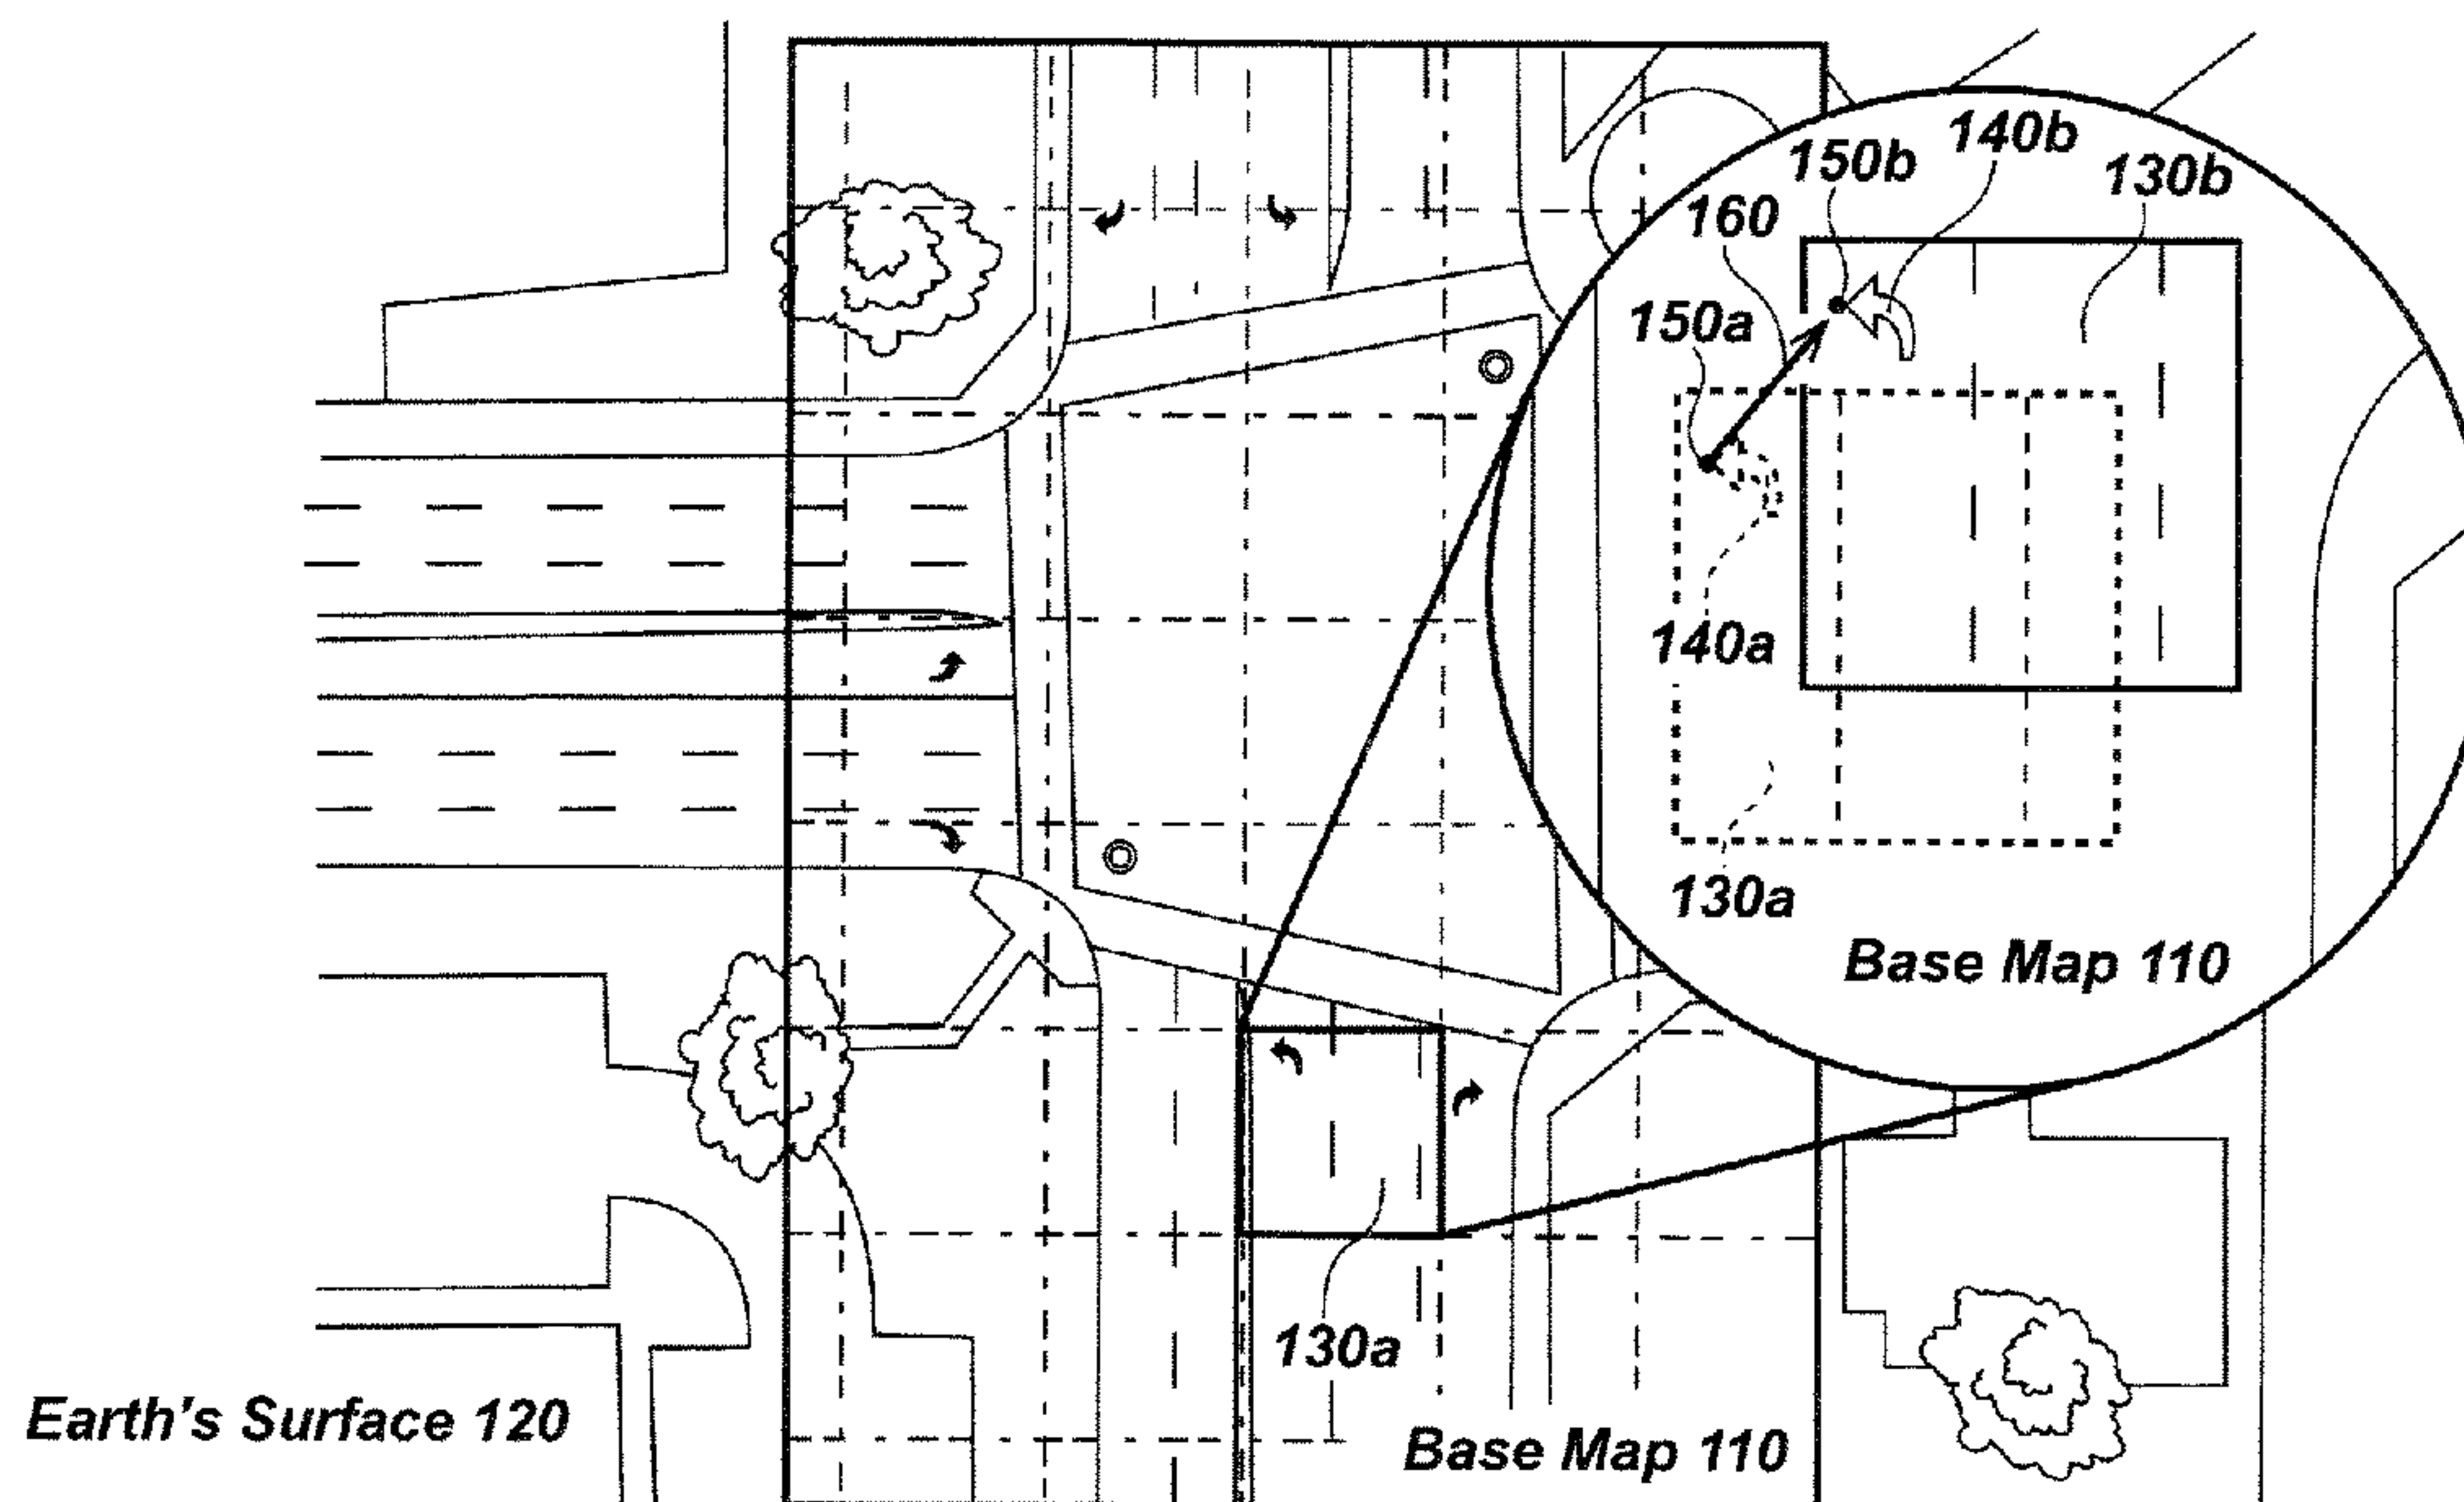 140b
150b
130b
160
150a
140a
130a
Base Map 110
130a
Earth's Surface 120
Base Map 110